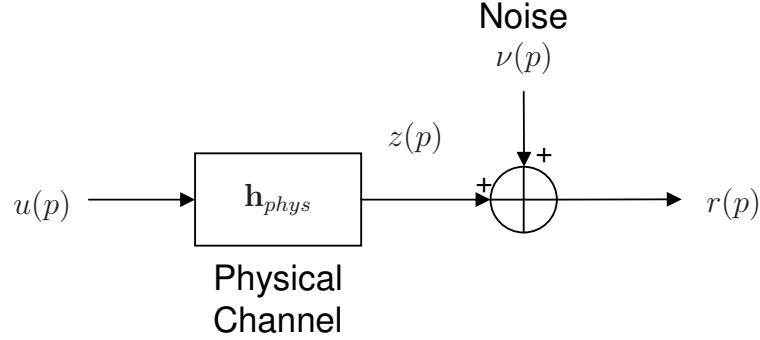 Noise
ν(p)
z(p)
+
+
u(p)
h_phys
r(p)
Physical
Channel